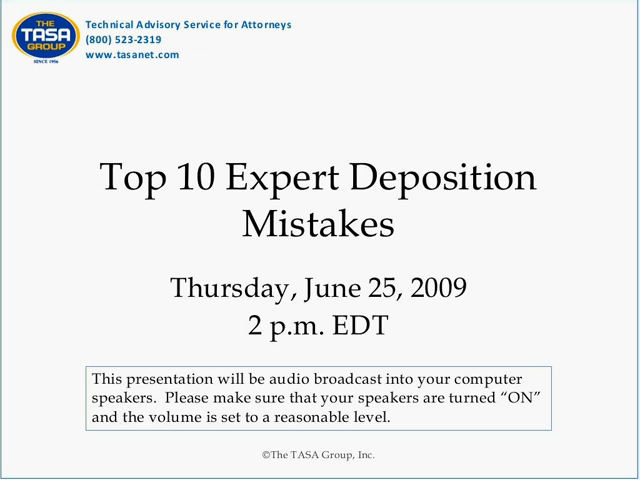 THE
TASA
GROUP
SINCE 1956
Technical Advisory Service for Attorneys
(800) 523-2319
www.tasanet.com
Top 10 Expert Deposition
Mistakes
Thursday, June 25, 2009
2 p.m. EDT
This presentation will be audio broadcast into your computer
speakers.  Please make sure that your speakers are turned “ON”
and the volume is set to a reasonable level.
©The TASA Group, Inc.